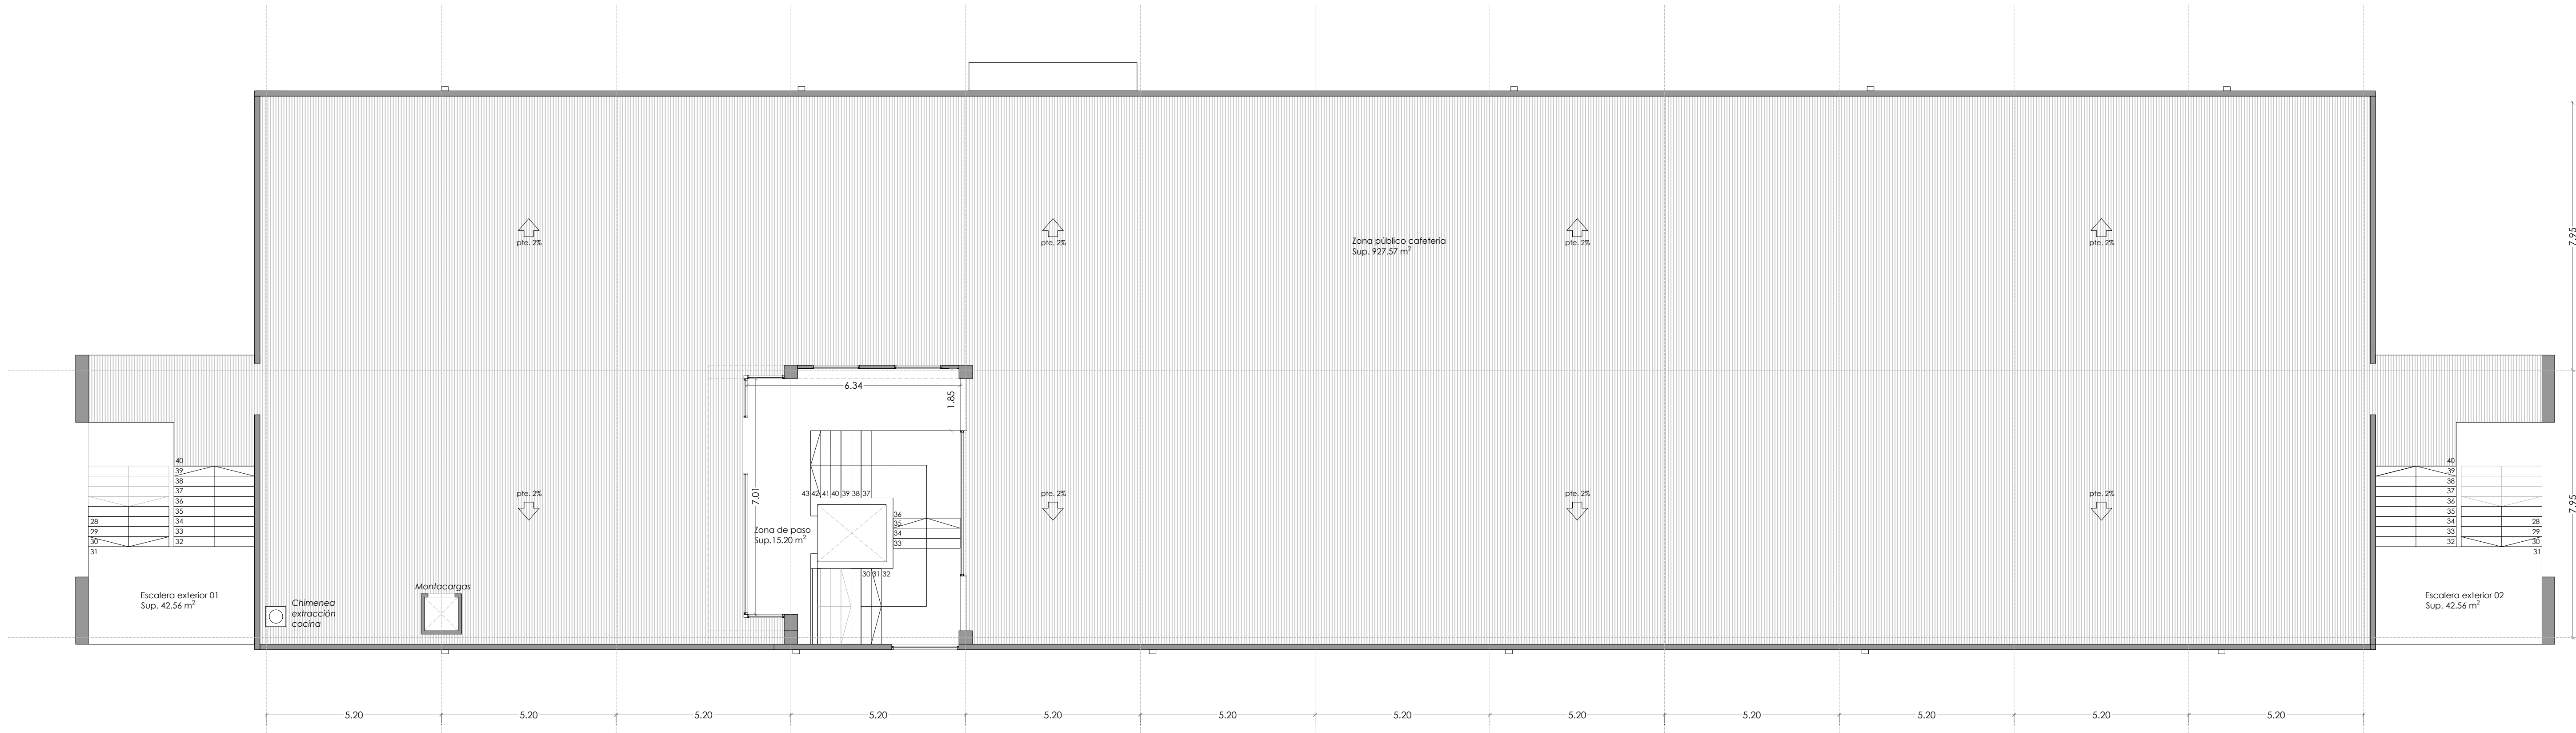 pte. 2%
pte. 2%
Zona público cafetería
Sup. 927.57 m²
pte. 2%
pte. 2%
7.95
6.34
1.85
40
39
38
37
36
35
34
33
32
28
29
30
31
43 42 41 40 39 38 37
36
35
34
33
30 31 32
7.01
Zona de paso
Sup.15.20 m²
pte. 2%
pte. 2%
pte. 2%
pte. 2%
40
39
38
37
36
35
34
33
32
28
29
30
31
7.95
Escalera exterior 01
Sup. 42.56 m²
Chimenea
extracción
cocina
Montacargas
Escalera exterior 02
Sup. 42.56 m²
5.20
5.20
5.20
5.20
5.20
5.20
5.20
5.20
5.20
5.20
5.20
5.20